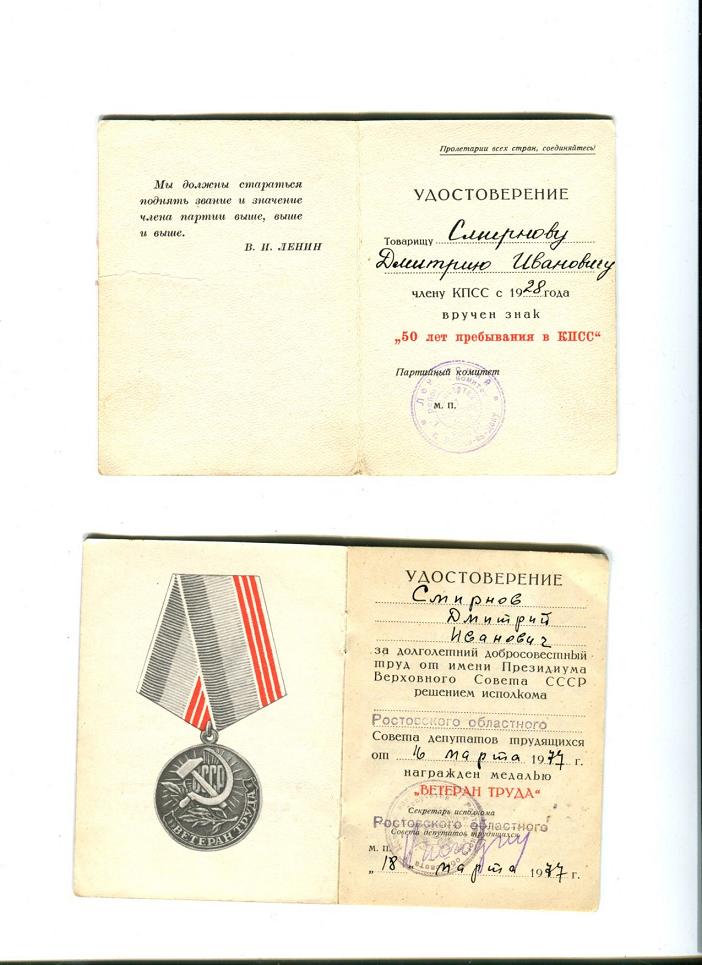 Мы должны стараться
поднять звание и значение
члена партии выше, выше
и выше.
В. И. ЛЕНИН
Пролетарии всех стран, соединяйтесь!
УДОСТОВЕРЕНИЕ
Товарищу Смирнову
Дмитрию Ивановичу
члену КПСС с 1928 года
вручен знак
„50 лет пребывания в КПСС“
Партийный комитет
М. П.
СССР
ВЕТЕРАН ТРУДА
УДОСТОВЕРЕНИЕ
Смирнов
Дмитрий
Иванович
за долголетний добросовестный
труд от имени Президиума
Верховного Совета СССР
решением исполкома
Ростовского областного
Совета депутатов трудящихся
от 16 марта 1977 г.
награжден медалью
„ВЕТЕРАН ТРУДА“
Секретарь исполкома
Ростовского областного
Совета депутатов трудящихся
М. П.
„18 марта 1977 г.